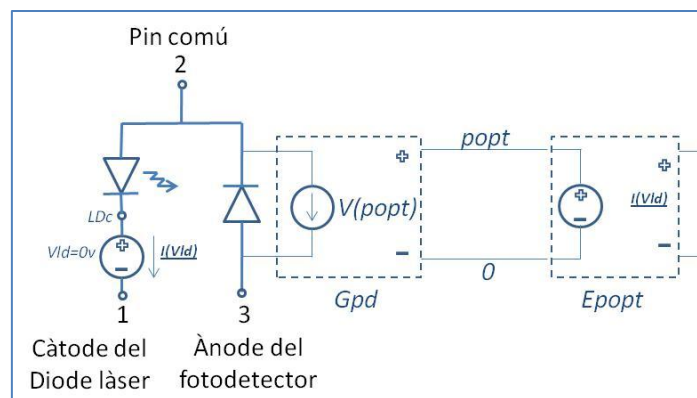 Pin comú
2
popt
V(popt)
I(Vld)
LDc
Vld=0v
I(Vld)
0
Gpd
Epopt
1
3
Càtode del
Diode làser
Ànode del
fotodetector